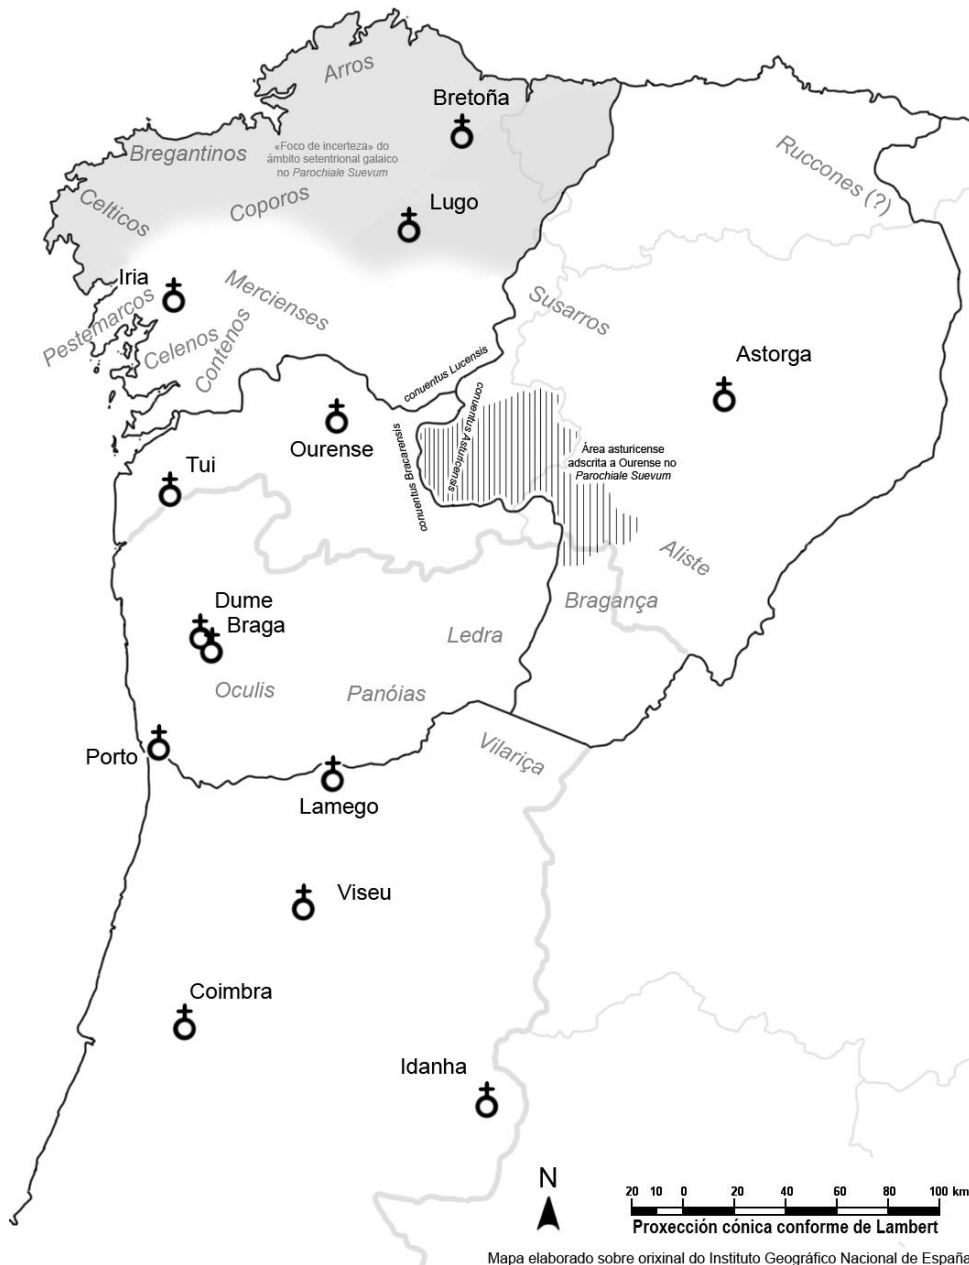 Arros
Bretoña
Bregantinos
«Foco de incerteza» do
ámbito setentrional galaico
no Parochiale Suevum
Ruccones (?)
Celticos
Coporos
Lugo
Iria
Mercienses
Pestemarcos
Celenos
Contenos
Susarros
conuentus Lucensis
Astorga
conuentus Asturicensis
Ourense
conuentus Bracarensis
Área asturicense
adscrita a Ourense no
Parochiale Suevum
Tui
Aliste
Dume
Bragança
Braga
Ledra
Oculis
Panóias
Vilariça
Porto
Lamego
Viseu
Coimbra
Idanha
N
20 10 0 20 40 60 80 100 km
Proxección cónica conforme de Lambert
Mapa elaborado sobre orixinal do Instituto Geográfico Nacional de España